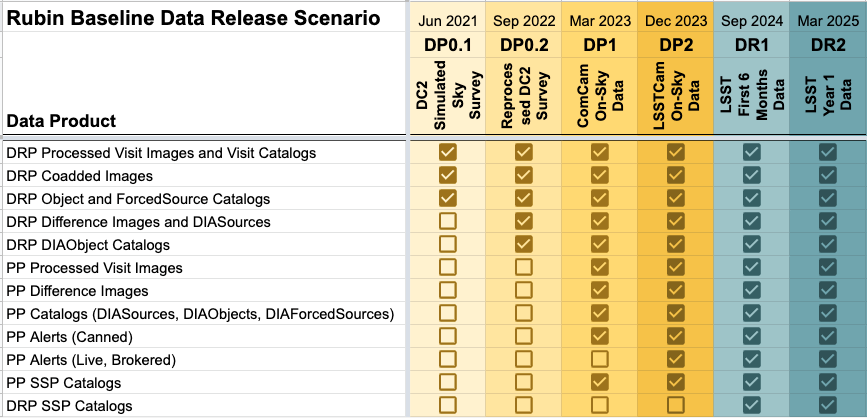 Rubin Baseline Data Release Scenario
Jun 2021 Sep 2022 Mar 2023 Dec 2023 Sep 2024 Mar 2025
DP0.1 DP0.2 DP1 DP2 DR1 DR2
DC2
Simulated
Sky
Survey
Reproces
sed DC2
Survey
ComCam
On-Sky
Data
LSSTCam
On-Sky
Data
LSST
First 6
Months
Data
LSST
Year 1
Data
Data Product
DRP Processed Visit Images and Visit Catalogs
DRP Coadded Images
DRP Object and ForcedSource Catalogs
DRP Difference Images and DIASources
DRP DIAObject Catalogs
PP Processed Visit Images
PP Difference Images
PP Catalogs (DIASources, DIAObjects, DIAForcedSources)
PP Alerts (Canned)
PP Alerts (Live, Brokered)
PP SSP Catalogs
DRP SSP Catalogs